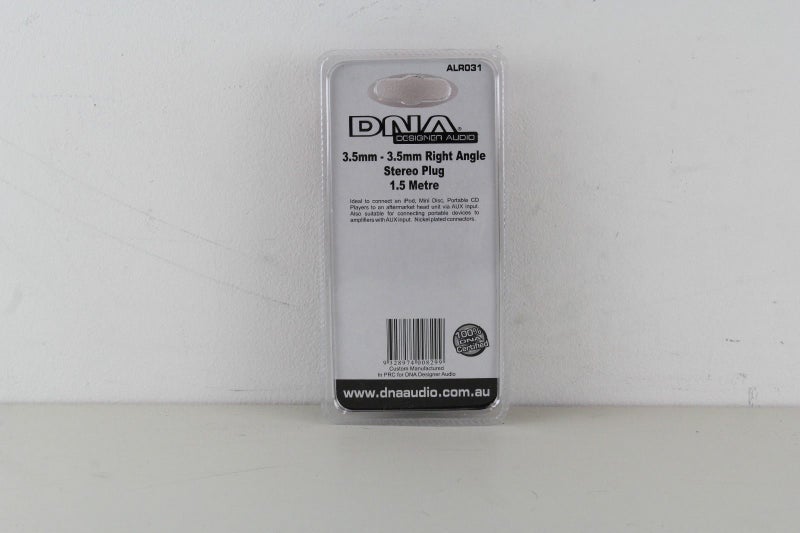 ALR031
DNA
DESIGNER AUDIO
3.5mm - 3.5mm Right Angle
Stereo Plug
1.5 Metre
Ideal to connect an iPod, Mini Disc, Portable CD
Players to an aftermarket head unit via AUX input.
Also suitable for connecting portable devices to
amplifiers with AUX input. Nickel plated connectors.
9 328974 008299
Custom Manufactured
In PRC for DNA Designer Audio
100%
DNA
Certified
www.dnaaudio.com.au